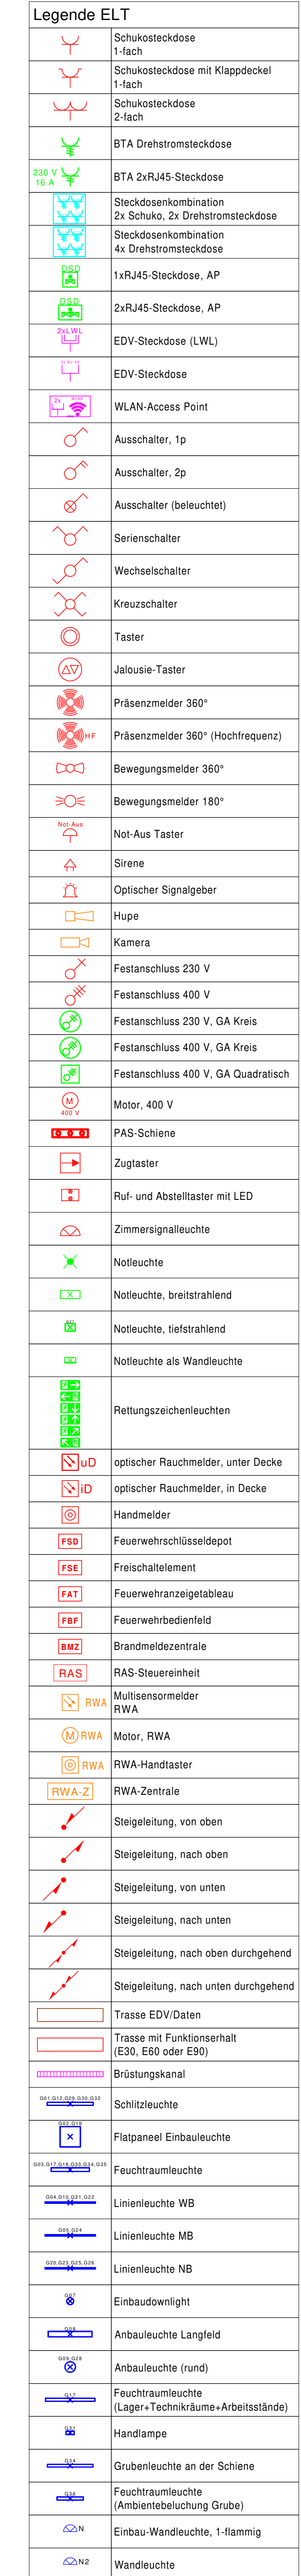 Legende ELT
Schukosteckdose
1-fach
Schukosteckdose mit Klappdeckel
1-fach
Schukosteckdose
2-fach
BTA Drehstromsteckdose
230 V
16 A
BTA 2xRJ45-Steckdose
Steckdosenkombination
2x Schuko, 2x Drehstromsteckdose
Steckdosenkombination
4x Drehstromsteckdose
DSD
1xRJ45-Steckdose, AP
DSD
2xRJ45-Steckdose, AP
2xLWL
EDV-Steckdose (LWL)
2x RJ 45
EDV-Steckdose
2x WLAN
WLAN-Access Point
Ausschalter, 1p
Ausschalter, 2p
Ausschalter (beleuchtet)
Serienschalter
Wechselschalter
Kreuzschalter
Taster
Jalousie-Taster
Präsenzmelder 360°
HF
Präsenzmelder 360° (Hochfrequenz)
Bewegungsmelder 360°
Bewegungsmelder 180°
Not-Aus
Not-Aus Taster
Sirene
Optischer Signalgeber
Hupe
Kamera
Festanschluss 230 V
Festanschluss 400 V
Festanschluss 230 V, GA Kreis
Festanschluss 400 V, GA Kreis
Festanschluss 400 V, GA Quadratisch
M
400 V
Motor, 400 V
PAS-Schiene
Zugtaster
Ruf- und Abstelltaster mit LED
Zimmersignalleuchte
Notleuchte
Notleuchte, breitstrahlend
Notleuchte, tiefstrahlend
Notleuchte als Wandleuchte
Rettungszeichenleuchten
uD
optischer Rauchmelder, unter Decke
iD
optischer Rauchmelder, in Decke
Handmelder
FSD
Feuerwehrschlüsseldepot
FSE
Freischaltelement
FAT
Feuerwehranzeigetableau
FBF
Feuerwehrbedienfeld
BMZ
Brandmeldezentrale
RAS
RAS-Steuereinheit
RWA
Multisensormelder
RWA
M RWA
Motor, RWA
RWA
RWA-Handtaster
RWA-Z
RWA-Zentrale
Steigeleitung, von oben
Steigeleitung, nach oben
Steigeleitung, von unten
Steigeleitung, nach unten
Steigeleitung, nach oben durchgehend
Steigeleitung, nach unten durchgehend
Trasse EDV/Daten
Trasse mit Funktionserhalt
(E30, E60 oder E90)
Brüstungskanal
G01,G12,G29,G30,G32
Schlitzleuchte
G02,G19
Flatpaneel Einbauleuchte
G03,G17,G18,G33,G34,G35
Feuchtraumleuchte
G04,G10,G21,G22
Linienleuchte WB
G05,G24
Linienleuchte MB
G20,G23,G25,G26
Linienleuchte NB
G07
Einbaudownlight
G08
Anbauleuchte Langfeld
G09,G28
Anbauleuchte (rund)
G17
Feuchtraumleuchte
(Lager+Technikräume+Arbeitsstände)
G31
Handlampe
G34
Grubenleuchte an der Schiene
G38
Feuchtraumleuchte
(Ambientebeluchung Grube)
N
Einbau-Wandleuchte, 1-flammig
N2
Wandleuchte